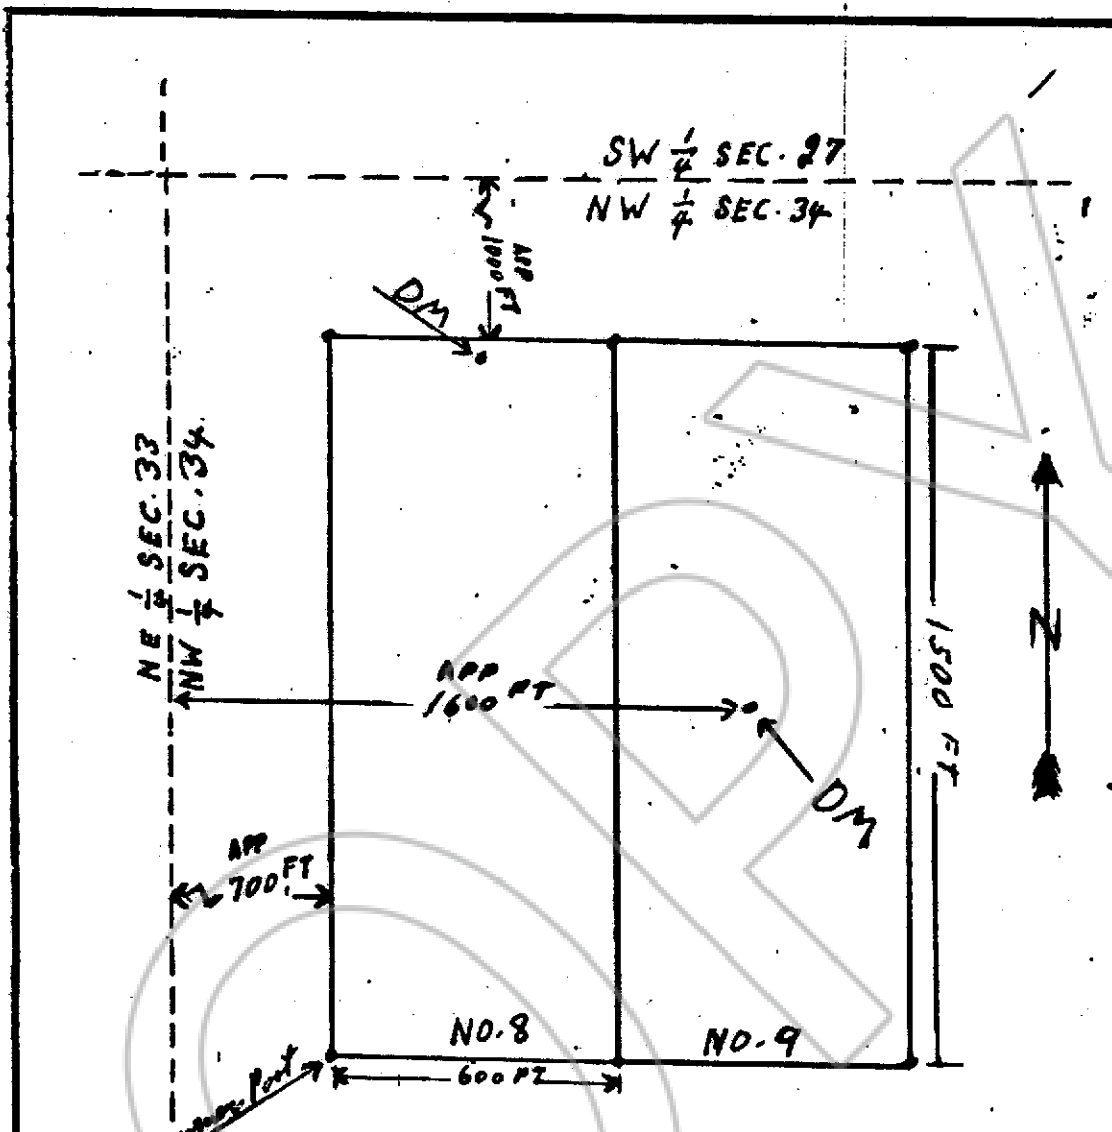 SW 1/4 SEC. 27
NW 1/4 SEC. 34
APP
1000 FT
DM
NE 1/4 SEC. 33
NW 1/4 SEC. 34.
APP
1600 FT
DM
1500 FT
N
APP
700 FT
NO. 8
NO. 9
600 FT
Post
COPY